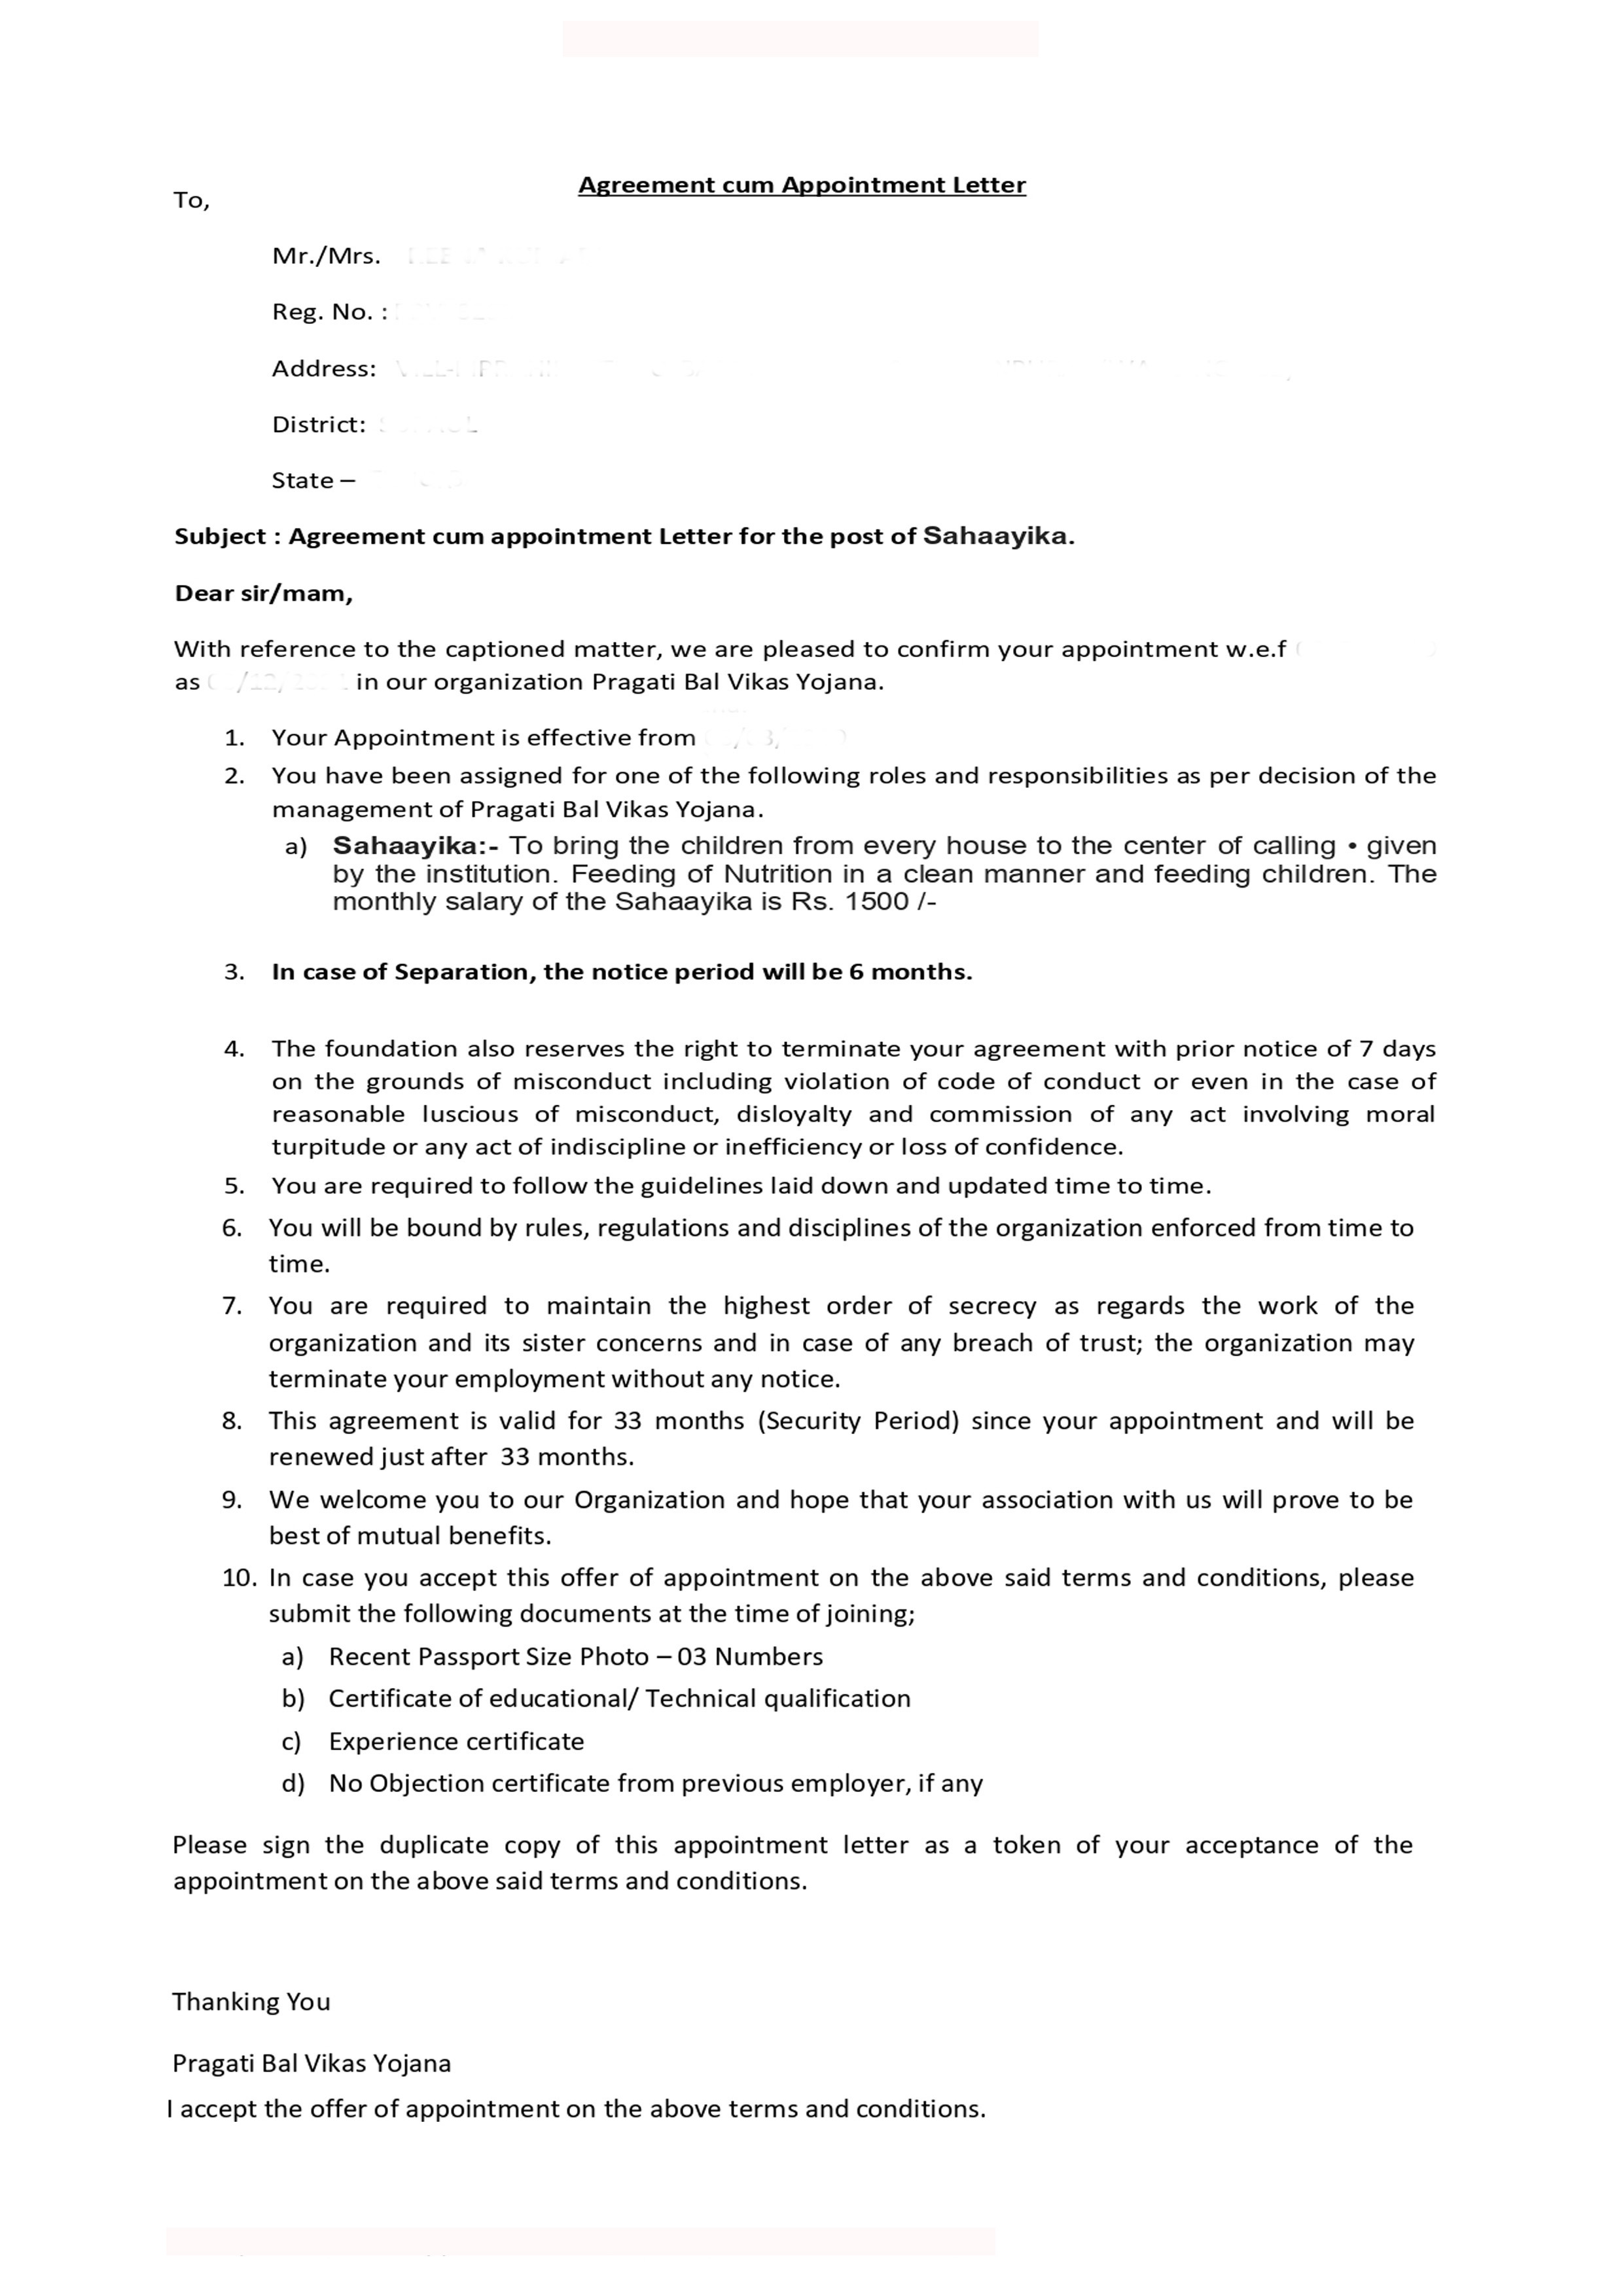 Agreement cum Appointment Letter
To,
Mr./Mrs.
Reg. No. :
Address:
District:
State –
Subject : Agreement cum appointment Letter for the post of Sahaayika.
Dear sir/mam,
With reference to the captioned matter, we are pleased to confirm your appointment w.e.f
as in our organization Pragati Bal Vikas Yojana.
1. Your Appointment is effective from
2. You have been assigned for one of the following roles and responsibilities as per decision of the
management of Pragati Bal Vikas Yojana.
a) Sahaayika:- To bring the children from every house to the center of calling • given
by the institution. Feeding of Nutrition in a clean manner and feeding children. The
monthly salary of the Sahaayika is Rs. 1500 /-
3. In case of Separation, the notice period will be 6 months.
4. The foundation also reserves the right to terminate your agreement with prior notice of 7 days
on the grounds of misconduct including violation of code of conduct or even in the case of
reasonable luscious of misconduct, disloyalty and commission of any act involving moral
turpitude or any act of indiscipline or inefficiency or loss of confidence.
5. You are required to follow the guidelines laid down and updated time to time.
6. You will be bound by rules, regulations and disciplines of the organization enforced from time to
time.
7. You are required to maintain the highest order of secrecy as regards the work of the
organization and its sister concerns and in case of any breach of trust; the organization may
terminate your employment without any notice.
8. This agreement is valid for 33 months (Security Period) since your appointment and will be
renewed just after 33 months.
9. We welcome you to our Organization and hope that your association with us will prove to be
best of mutual benefits.
10. In case you accept this offer of appointment on the above said terms and conditions, please
submit the following documents at the time of joining;
a) Recent Passport Size Photo – 03 Numbers
b) Certificate of educational/ Technical qualification
c) Experience certificate
d) No Objection certificate from previous employer, if any
Please sign the duplicate copy of this appointment letter as a token of your acceptance of the
appointment on the above said terms and conditions.
Thanking You
Pragati Bal Vikas Yojana
I accept the offer of appointment on the above terms and conditions.